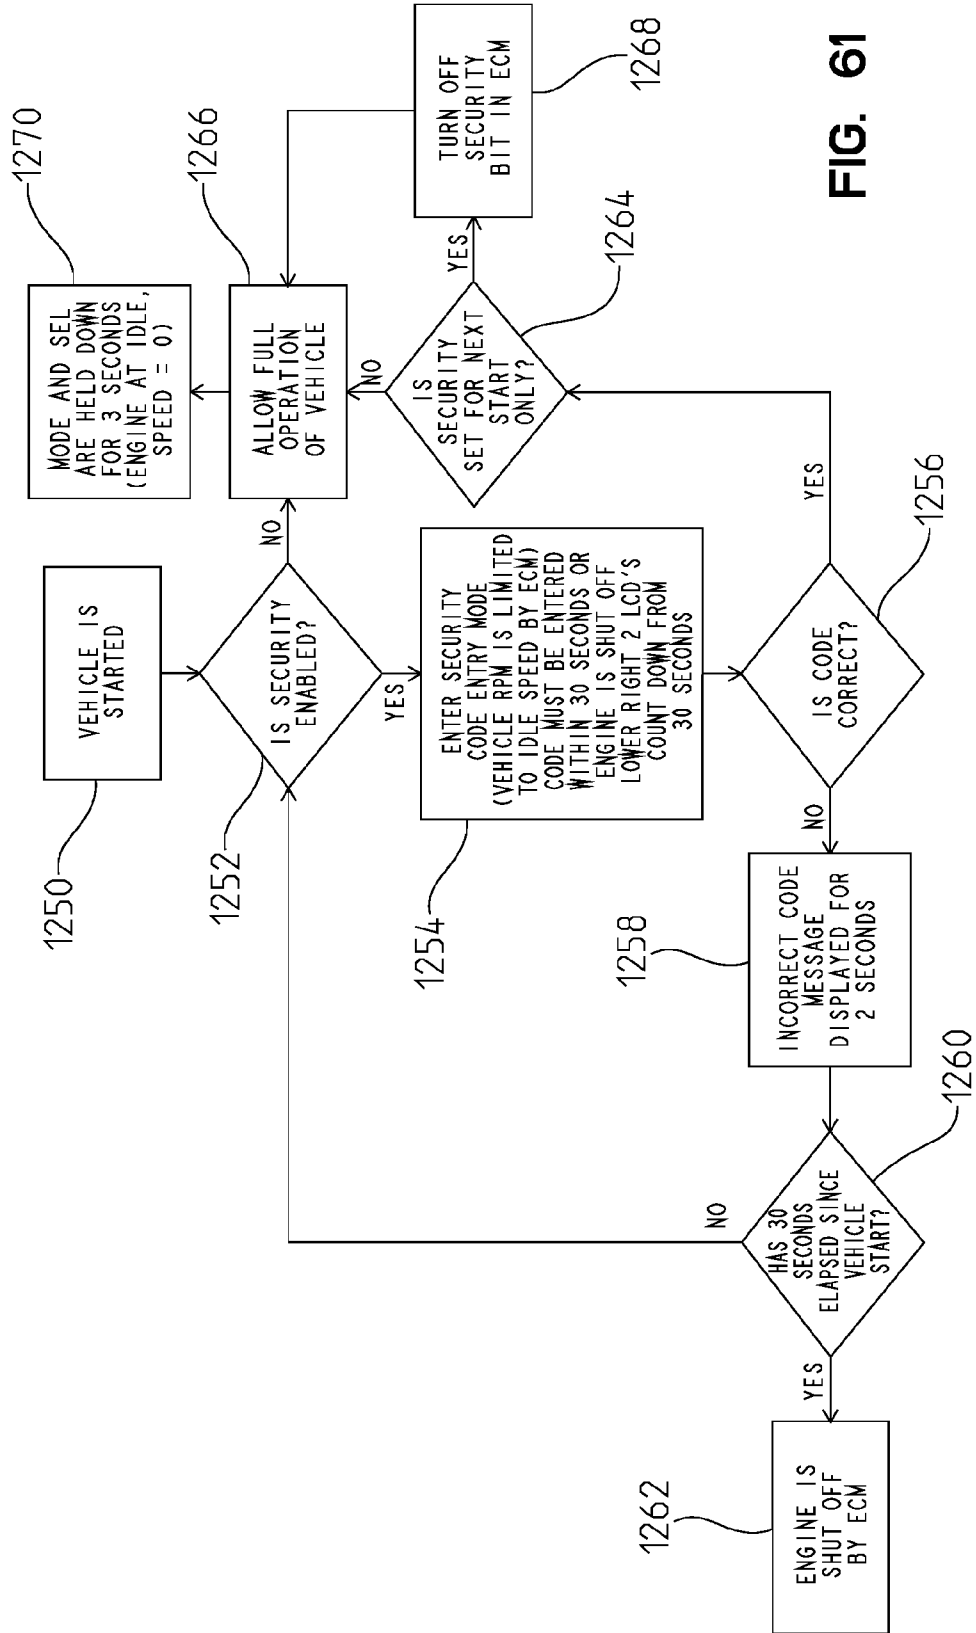 1250
VEHICLE IS
STARTED
1252
IS SECURITY
ENABLED?
NO
YES
1270
MODE AND SEL
ARE HELD DOWN
FOR 3 SECONDS
(ENGINE AT IDLE,
SPEED = 0)
1266
ALLOW FULL
OPERATION
OF VEHICLE
NO
1254
ENTER SECURITY
CODE ENTRY MODE
(VEHICLE RPM IS LIMITED
TO IDLE SPEED BY ECM)
CODE MUST BE ENTERED
WITHIN 30 SECONDS OR
ENGINE IS SHUT OFF
LOWER RIGHT 2 LCD'S
COUNT DOWN FROM
30 SECONDS
IS
SECURITY
SET FOR NEXT
START
ONLY?
1264
YES
TURN OFF
SECURITY
BIT IN ECM
1268
1256
IS CODE
CORRECT?
YES
NO
1258
INCORRECT CODE
MESSAGE
DISPLAYED FOR
2 SECONDS
1260
HAS 30
SECONDS
ELAPSED SINCE
VEHICLE
START?
NO
YES
1262
ENGINE IS
SHUT OFF
BY ECM
FIG. 61